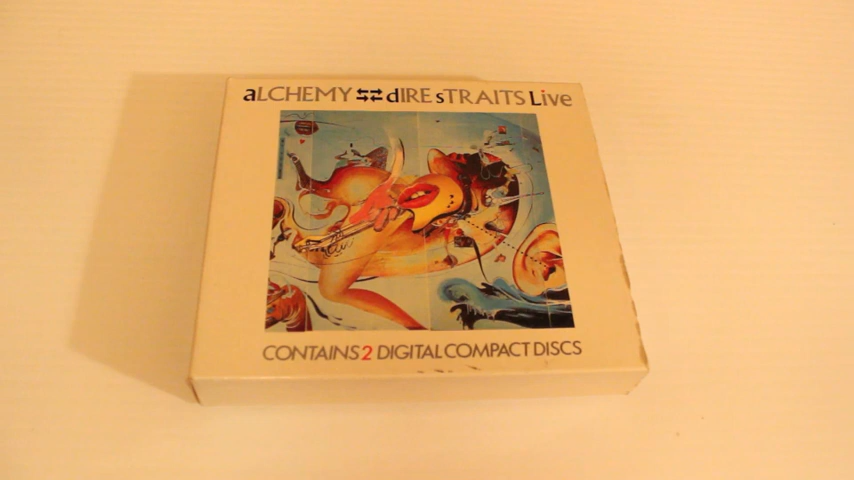 aLCHEMY dIRE sTRAITS Live
CONTAINS 2 DIGITAL COMPACT DISCS